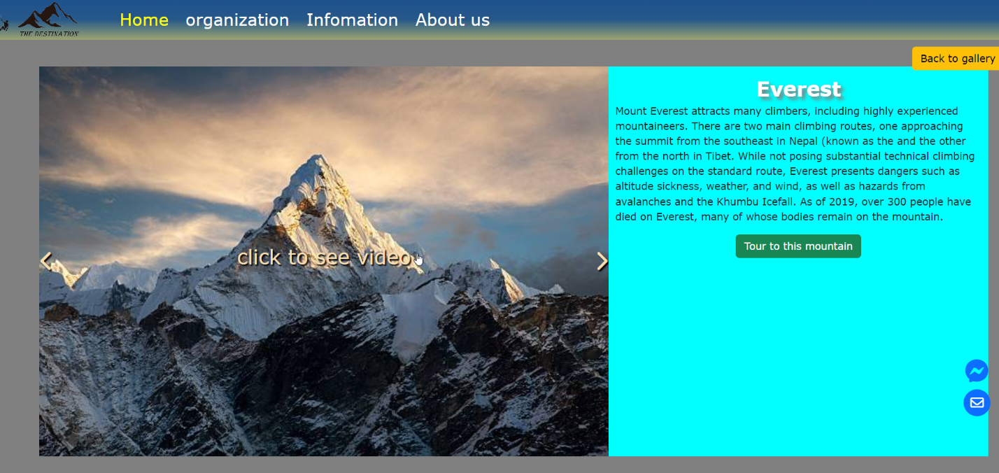 THE DESTINATION
Home organization Infomation About us
Back to gallery
Everest
Mount Everest attracts many climbers, including highly experienced
mountaineers. There are two main climbing routes, one approaching
the summit from the southeast in Nepal (known as the and the other
from the north in Tibet. While not posing substantial technical climbing
challenges on the standard route, Everest presents dangers such as
altitude sickness, weather, and wind, as well as hazards from
avalanches and the Khumbu Icefall. As of 2019, over 300 people have
died on Everest, many of whose bodies remain on the mountain.
Tour to this mountain
click to see video